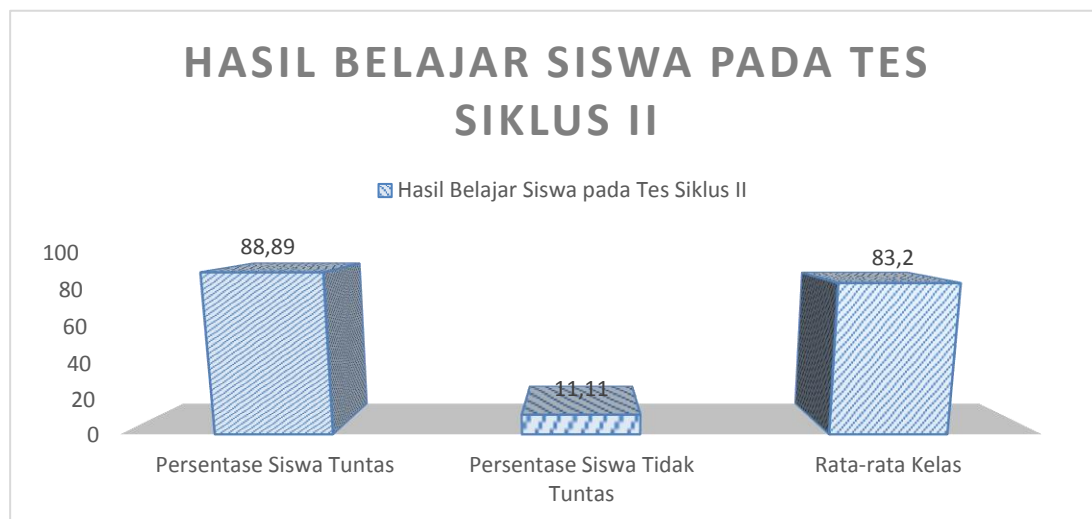 HASIL BELAJAR SISWA PADA TES
SIKLUS II
Hasil Belajar Siswa pada Tes Siklus II
100
80
60
40
20
0
88,89
11,11
83,2
Persentase Siswa Tuntas
Persentase Siswa Tidak
Tuntas
Rata-rata Kelas